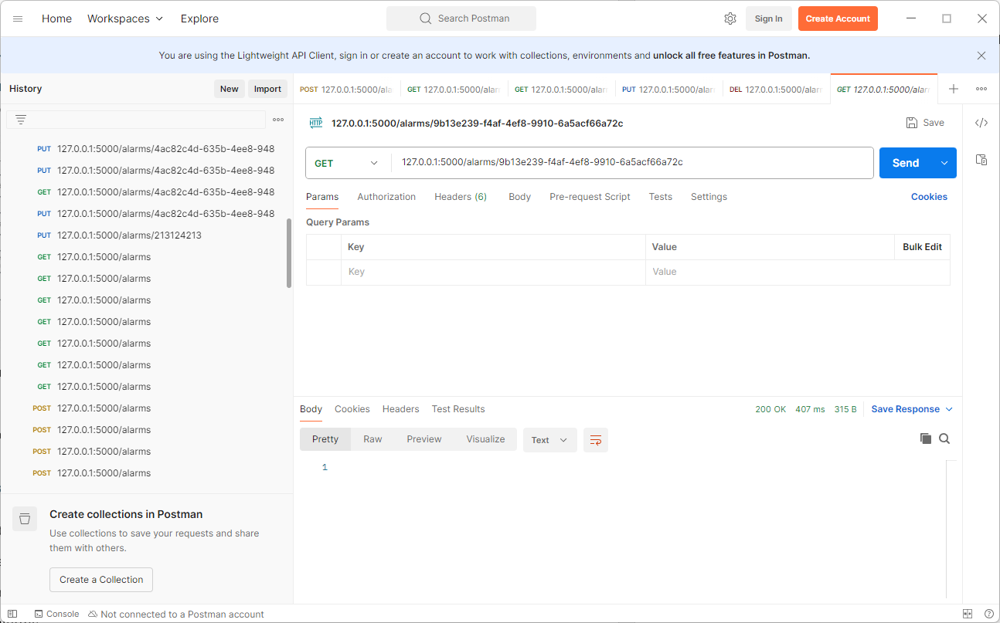 Home Workspaces Explore Search Postman Sign In Create Account
You are using the Lightweight API Client, sign in or create an account to work with collections, environments and unlock all free features in Postman.
History New Import
POST 127.0.0.1:5000/ala GET 127.0.0.1:5000/alar GET 127.0.0.1:5000/alar PUT 127.0.0.1:5000/alar DEL 127.0.0.1:5000/alar GET 127.0.0.1:5000/alar
HTTP 127.0.0.1:5000/alarms/9b13e239-f4af-4ef8-9910-6a5acf66a72c Save
PUT 127.0.0.1:5000/alarms/4ac82c4d-635b-4ee8-948
PUT 127.0.0.1:5000/alarms/4ac82c4d-635b-4ee8-948
GET 127.0.0.1:5000/alarms/4ac82c4d-635b-4ee8-948
PUT 127.0.0.1:5000/alarms/4ac82c4d-635b-4ee8-948
PUT 127.0.0.1:5000/alarms/213124213
GET 127.0.0.1:5000/alarms
GET 127.0.0.1:5000/alarms
GET 127.0.0.1:5000/alarms
GET 127.0.0.1:5000/alarms
GET 127.0.0.1:5000/alarms
GET 127.0.0.1:5000/alarms
GET 127.0.0.1:5000/alarms
POST 127.0.0.1:5000/alarms
POST 127.0.0.1:5000/alarms
POST 127.0.0.1:5000/alarms
POST 127.0.0.1:5000/alarms
Create collections in Postman
Use collections to save your requests and share
them with others.
Create a Collection
GET 127.0.0.1:5000/alarms/9b13e239-f4af-4ef8-9910-6a5acf66a72c Send
Params Authorization Headers (6) Body Pre-request Script Tests Settings Cookies
Query Params
Key Value Bulk Edit
Key Value
Body Cookies Headers Test Results 200 OK 407 ms 315 B Save Response
Pretty Raw Preview Visualize Text
1
Console Not connected to a Postman account